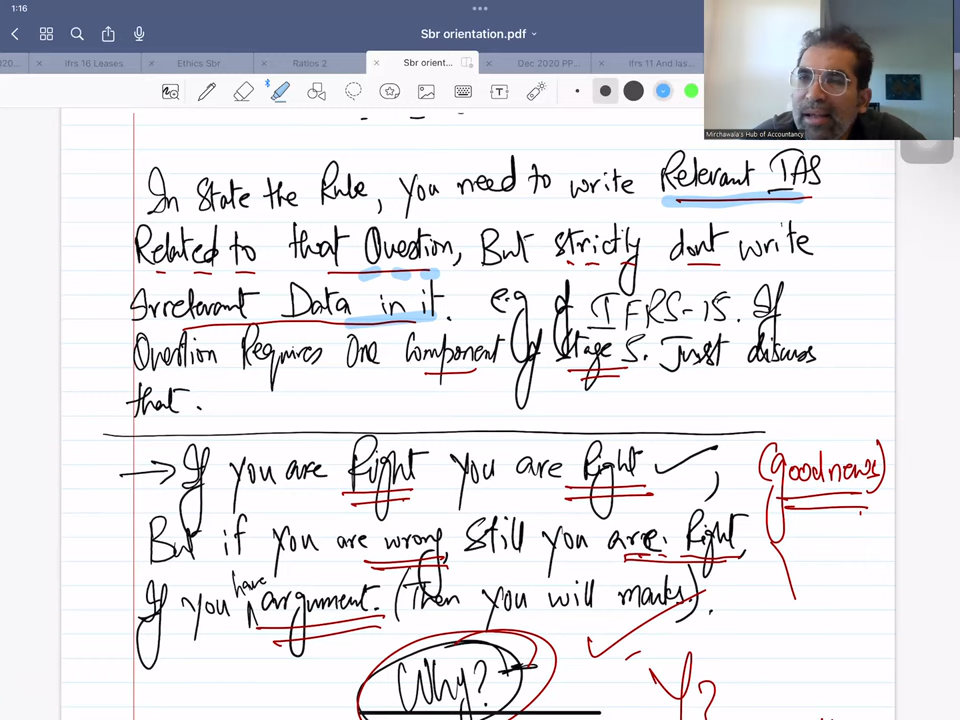 1:16
Sbr orientation.pdf
Ifrs 16 Leases
Ethics Sbr
Ratios 2
Sbr orient...
Dec 2020 PP...
Ifrs 11 And las...
Mirchawala's Hub of Accountancy
In State the Rule, you need to write Relevant IAS
Related to that Question, But strictly dont write
Irrelevant Data in it. e.g of IFRS-15. If
Question Requires One Component of Stage 5. Jusst discuss
that.
→ If you are Right you are Right ✓,
(good news)
But if you are wrong, still you are Right,
If you have argument. (Then you will marks).
Why?
Y?